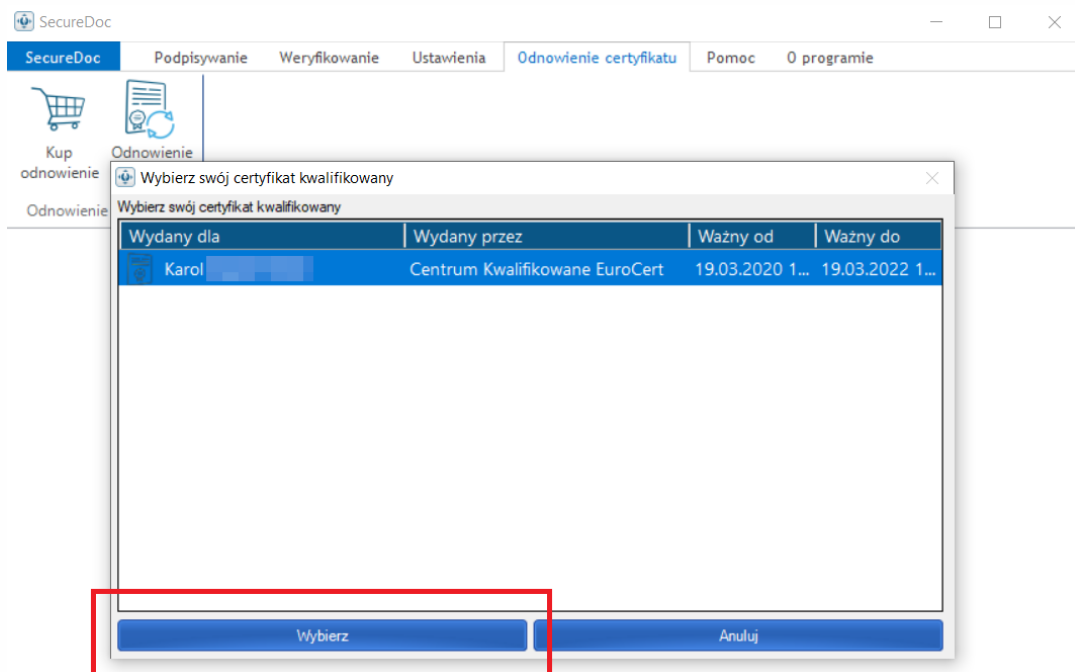 SecureDoc
SecureDoc Podpisywanie Weryfikowanie Ustawienia Odnowienie certyfikatu Pomoc O programie
Kup odnowienie
Odnowienie
Odnowienie
Wybierz swój certyfikat kwalifikowany
Wybierz swój certyfikat kwalifikowany
Wydany dla Wydany przez Ważny od Ważny do
Karol Centrum Kwalifikowane EuroCert 19.03.2020 1... 19.03.2022 1...
Wybierz Anuluj